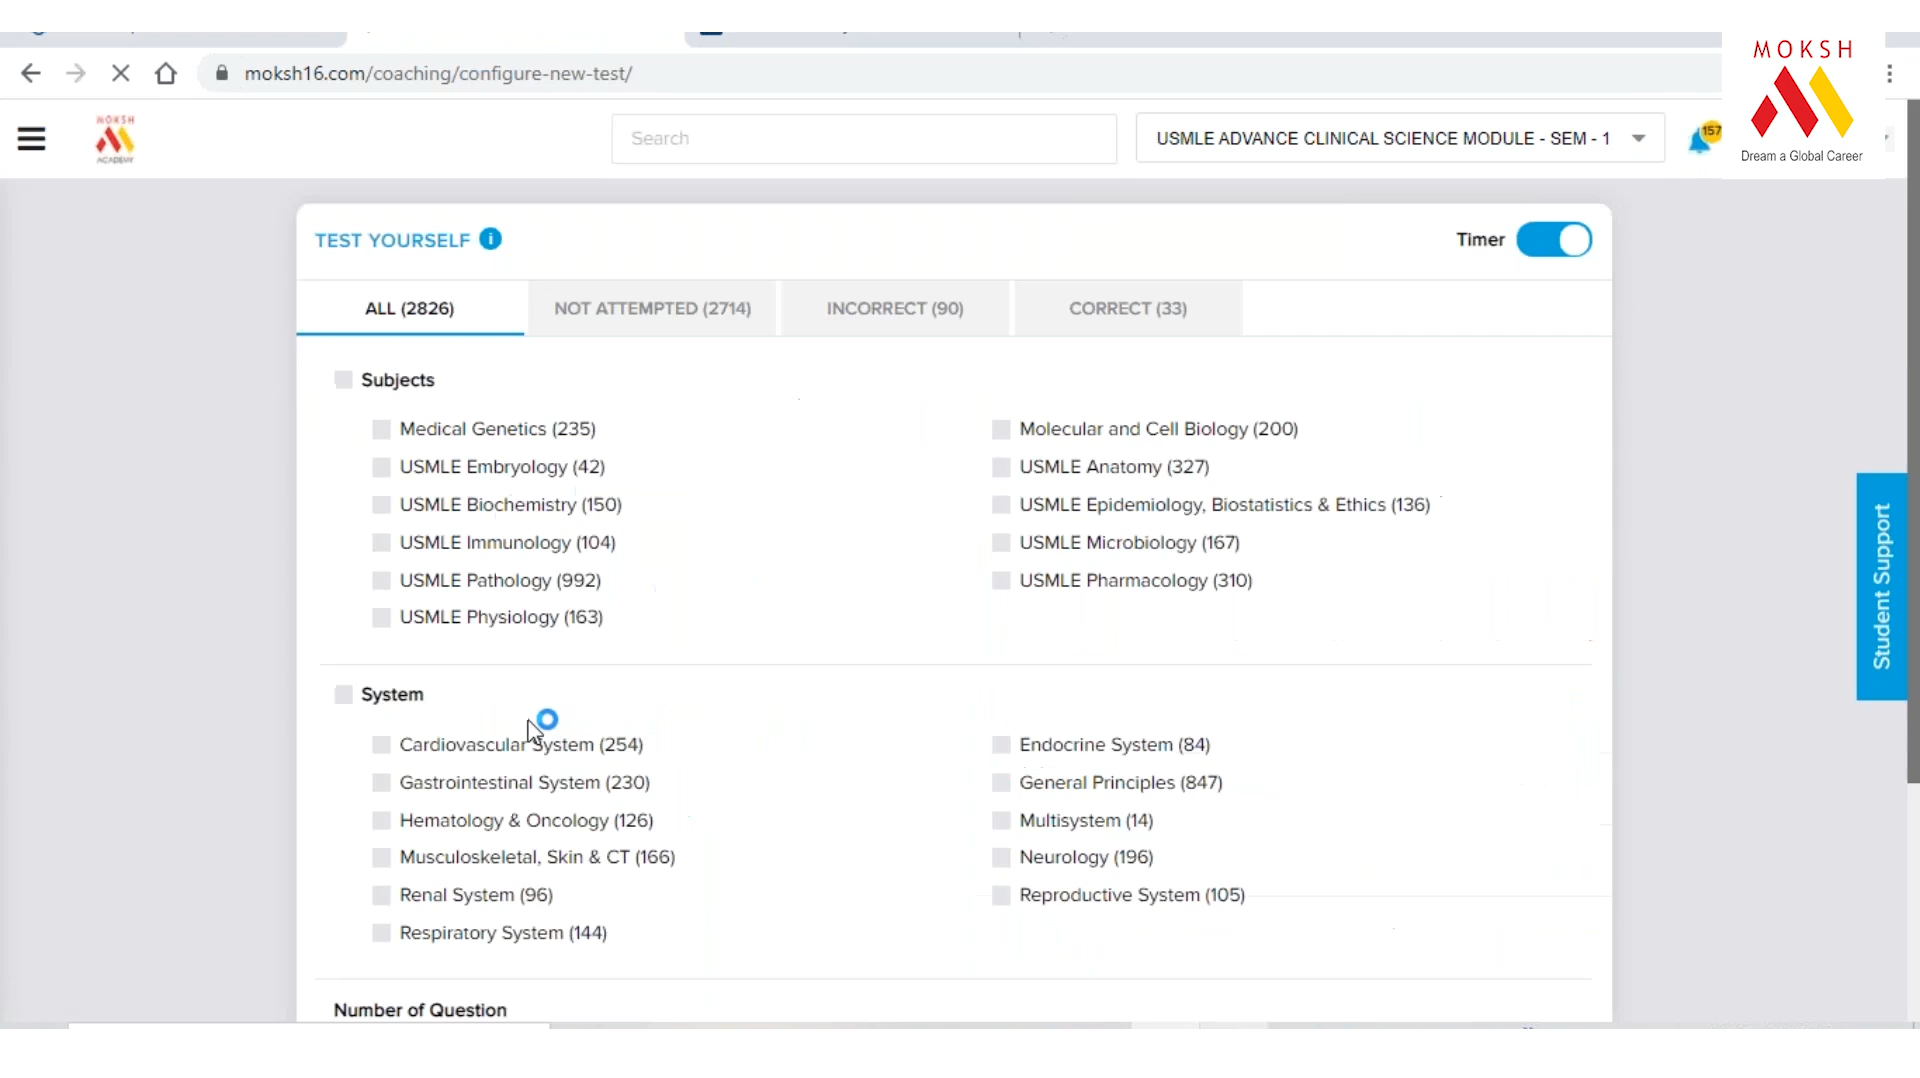 moksh16.com/coaching/configure-new-test/
MOKSH
Dream a Global Career
MOKSH
ACADEMY
Search
USMLE ADVANCE CLINICAL SCIENCE MODULE - SEM - 1
157
TEST YOURSELF i
Timer
ALL (2826)
NOT ATTEMPTED (2714)
INCORRECT (90)
CORRECT (33)
Subjects
Medical Genetics (235)
Molecular and Cell Biology (200)
USMLE Embryology (42)
USMLE Anatomy (327)
USMLE Biochemistry (150)
USMLE Epidemiology, Biostatistics & Ethics (136)
USMLE Immunology (104)
USMLE Microbiology (167)
USMLE Pathology (992)
USMLE Pharmacology (310)
USMLE Physiology (163)
Student Support
System
Cardiovascular System (254)
Endocrine System (84)
Gastrointestinal System (230)
General Principles (847)
Hematology & Oncology (126)
Multisystem (14)
Musculoskeletal, Skin & CT (166)
Neurology (196)
Renal System (96)
Reproductive System (105)
Respiratory System (144)
Number of Question